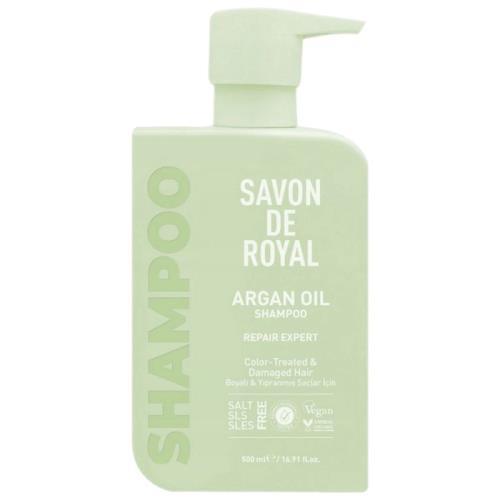 SHAMPOO
SAVON
DE
ROYAL
ARGAN OIL
SHAMPOO
REPAIR EXPERT
Color-Treated &
Damaged Hair
Boyalı & Yıpranmış Saclar İçin
SALT
SLS
SLES
FREE
Vegan
500 ml / 16.91 fl.oz.